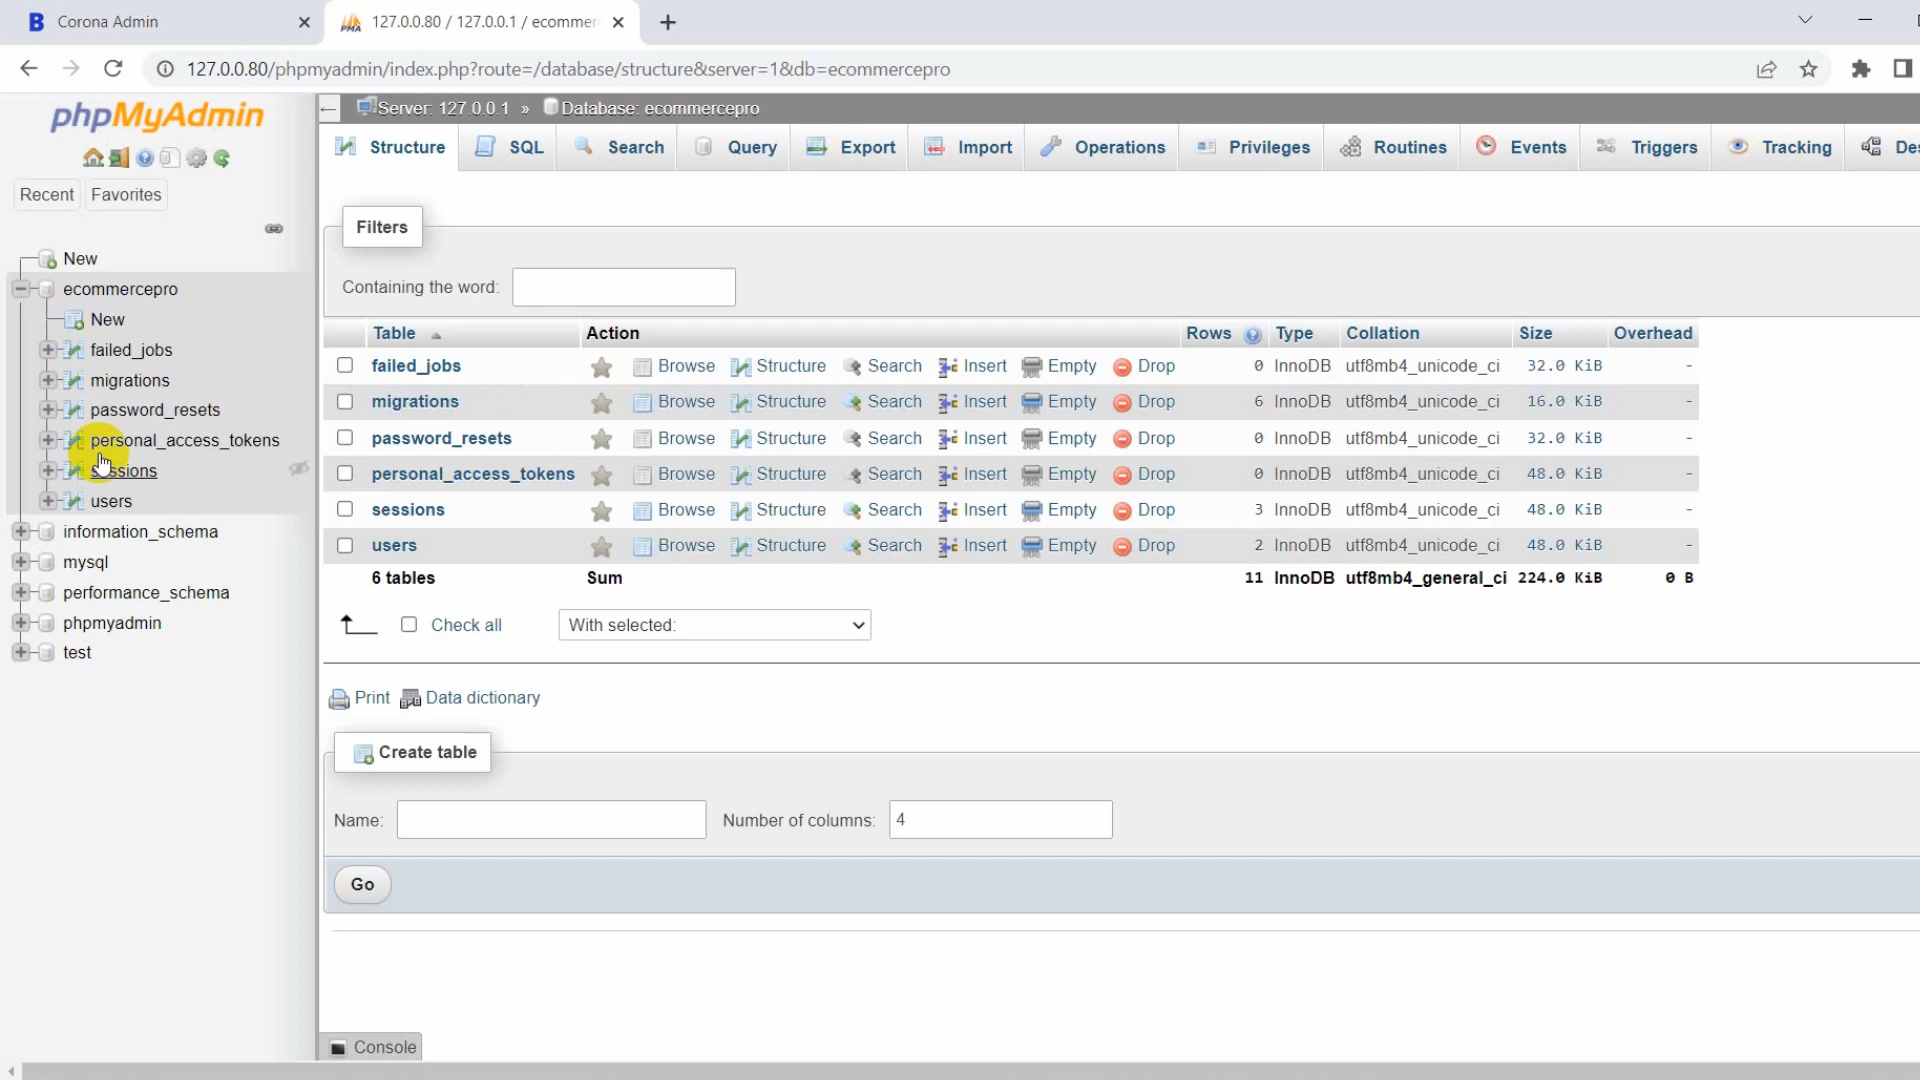 Corona Admin
127.0.0.80 / 127.0.0.1 / ecommer
127.0.0.80/phpmyadmin/index.php?route=/database/structure&server=1&db=ecommercepro
phpMyAdmin
Recent Favorites
New
ecommercepro
New
failed_jobs
migrations
password_resets
personal_access_tokens
sessions
users
information_schema
mysql
performance_schema
phpmyadmin
test
Server: 127.0.0.1 » Database: ecommercepro
Structure SQL Search Query Export Import Operations Privileges Routines Events Triggers Tracking Des
Filters
Containing the word:
Table Action Rows Type Collation Size Overhead
failed_jobs Browse Structure Search Insert Empty Drop 0 InnoDB utf8mb4_unicode_ci 32.0 KiB -
migrations Browse Structure Search Insert Empty Drop 6 InnoDB utf8mb4_unicode_ci 16.0 KiB -
password_resets Browse Structure Search Insert Empty Drop 0 InnoDB utf8mb4_unicode_ci 32.0 KiB -
personal_access_tokens Browse Structure Search Insert Empty Drop 0 InnoDB utf8mb4_unicode_ci 48.0 KiB -
sessions Browse Structure Search Insert Empty Drop 3 InnoDB utf8mb4_unicode_ci 48.0 KiB -
users Browse Structure Search Insert Empty Drop 2 InnoDB utf8mb4_unicode_ci 48.0 KiB -
6 tables Sum 11 InnoDB utf8mb4_general_ci 224.0 KiB 0 B
Check all With selected:
Print Data dictionary
Create table
Name: Number of columns: 4
Go
Console